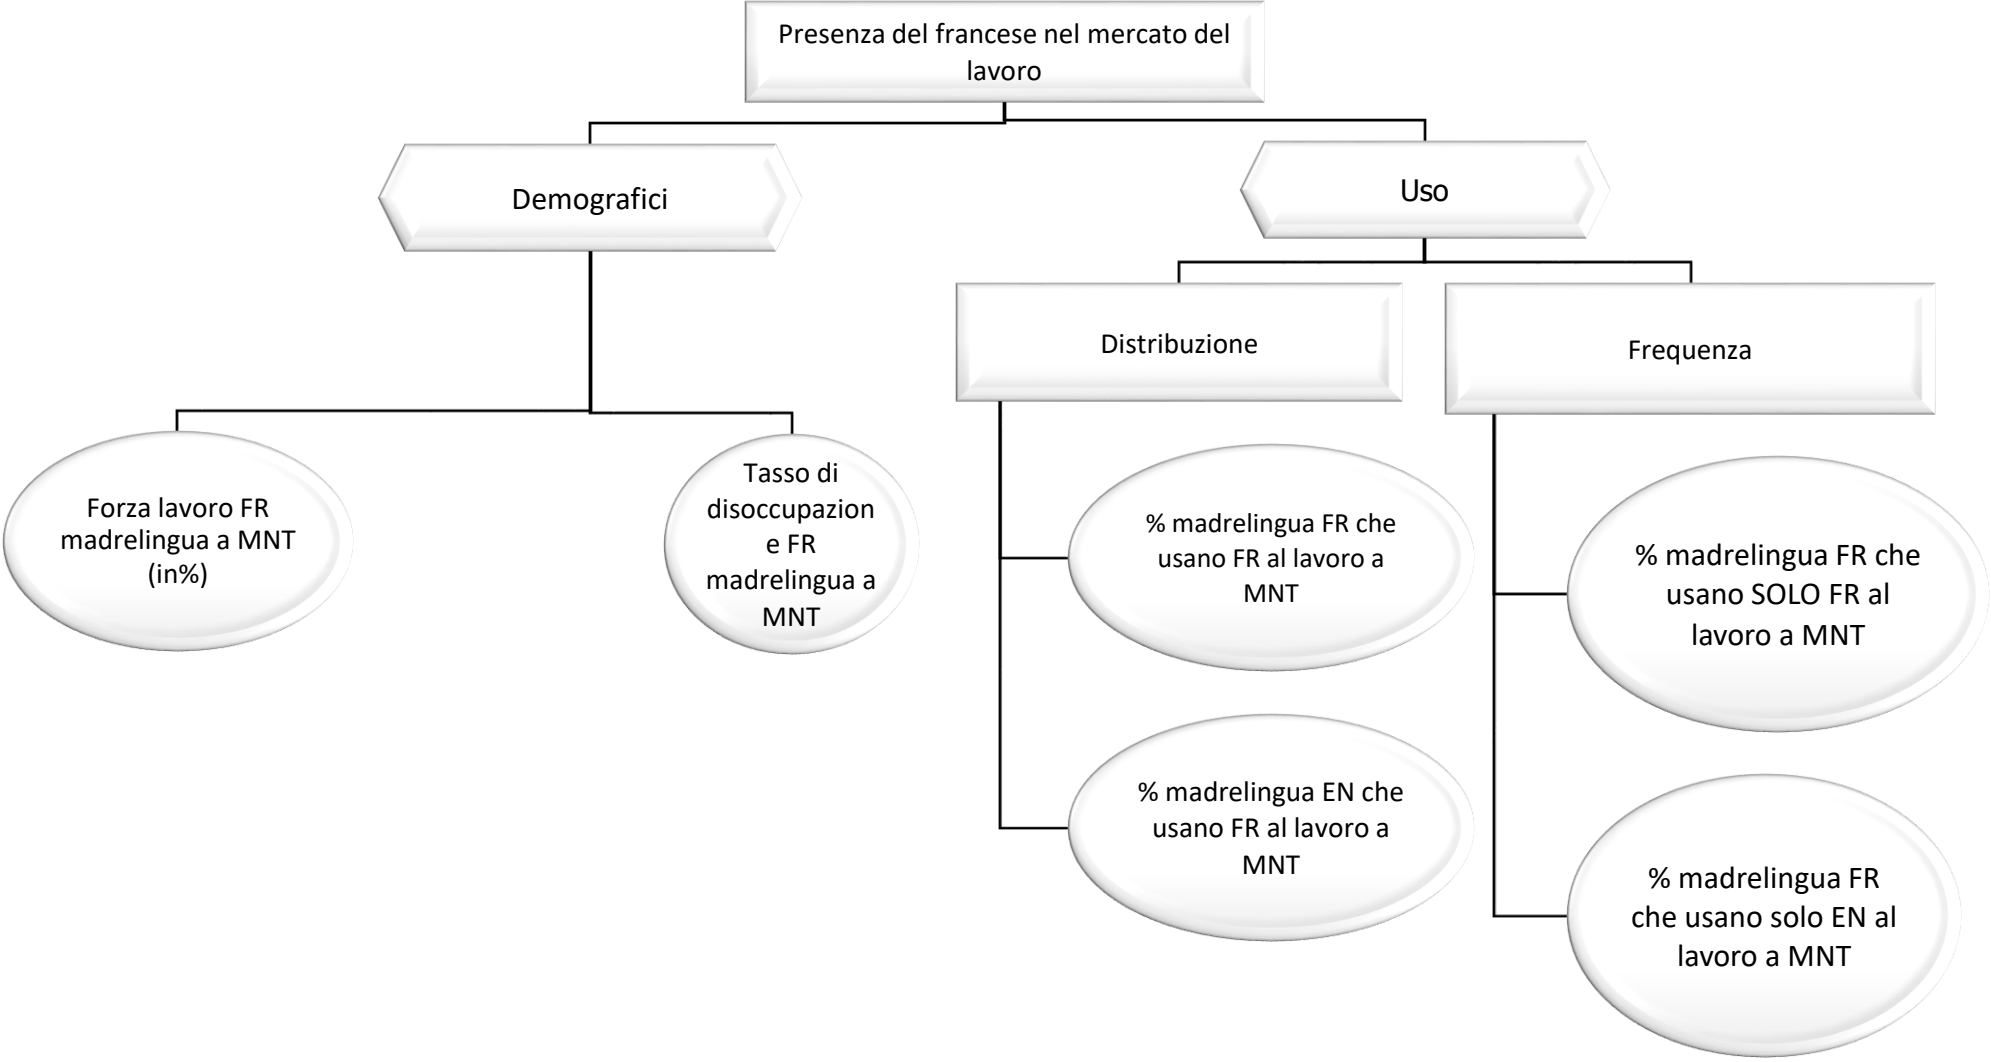 Presenza del francese nel mercato del
lavoro
Demografici
Uso
Distribuzione
Frequenza
Forza lavoro FR
madrelingua a MNT
(in%)
Tasso di
disoccupazion
e FR
madrelingua a
MNT
% madrelingua FR che
usano FR al lavoro a
MNT
% madrelingua FR che
usano SOLO FR al
lavoro a MNT
% madrelingua EN che
usano FR al lavoro a
MNT
% madrelingua FR
che usano solo EN al
lavoro a MNT